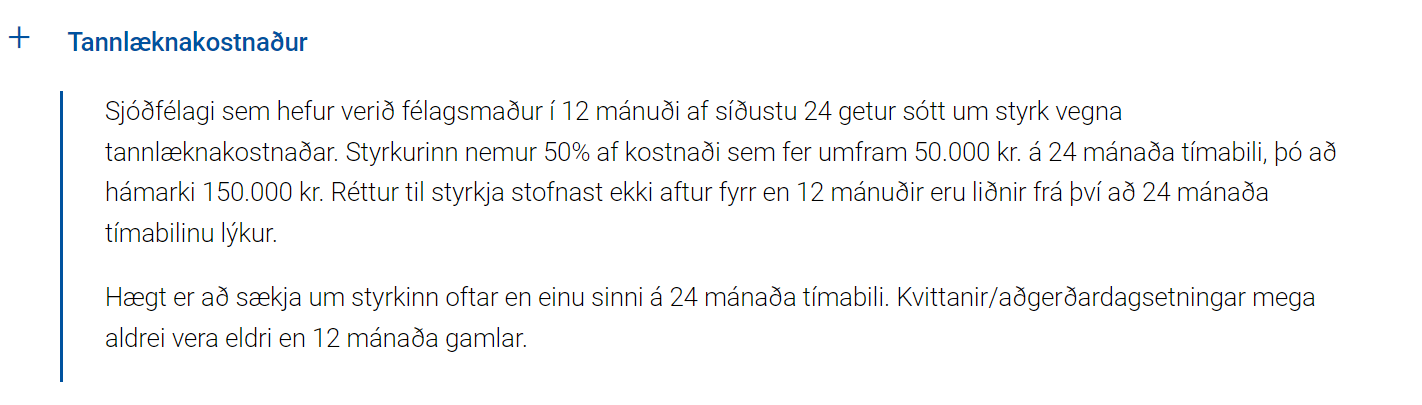 Tannlæknakostnaður
Sjóðfélagi sem hefur verið félagsmaður í 12 mánuði af síðustu 24 getur sótt um styrk vegna
tannlæknakostnaðar. Styrkurinn nemur 50% af kostnaði sem fer umfram 50.000 kr. á 24 mánaða tímabili, þó að
hámarki 150.000 kr. Réttur til styrkja stofnast ekki aftur fyrr en 12 mánuðir eru liðnir frá því að 24 mánaða
tímabilinu lýkur.
Hægt er að sækja um styrkinn oftar en einu sinni á 24 mánaða tímabili. Kvittanir/aðgerðardagsetningar mega
aldrei vera eldri en 12 mánaða gamlar.